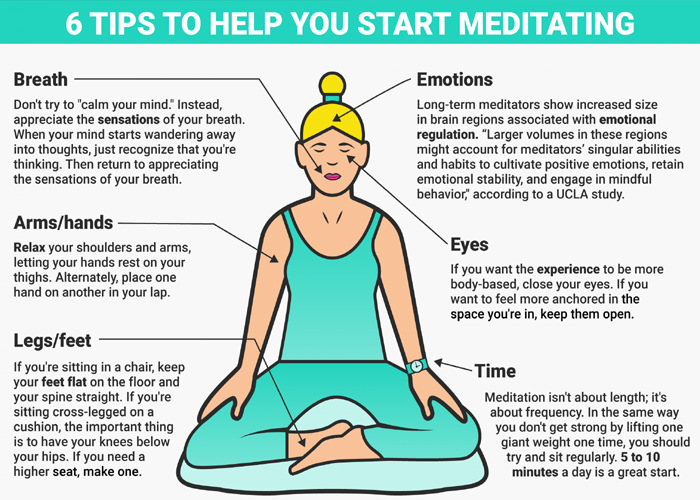 6 TIPS TO HELP YOU START MEDITATING
Breath
Don't try to "calm your mind." Instead,
appreciate the sensations of your breath.
When your mind starts wandering away
into thoughts, just recognize that you're
thinking. Then return to appreciating
the sensations of your breath.
Arms/hands
Relax your shoulders and arms,
letting your hands rest on your
thighs. Alternately, place one
hand on another in your lap.
Legs/feet
If you're sitting in a chair, keep
your feet flat on the floor and
your spine straight. If you're
sitting cross-legged on a
cushion, the important thing
is to have your knees below
your hips. If you need a
higher seat, make one.
Emotions
Long-term meditators show increased size
in brain regions associated with emotional
regulation. “Larger volumes in these regions
might account for meditators’ singular abilities
and habits to cultivate positive emotions, retain
emotional stability, and engage in mindful
behavior,” according to a UCLA study.
Eyes
If you want the experience to be more
body-based, close your eyes. If you
want to feel more anchored in the
space you're in, keep them open.
Time
Meditation isn't about length; it's
about frequency. In the same way
you don't get strong by lifting one
giant weight one time, you should
try and sit regularly. 5 to 10
minutes a day is a great start.